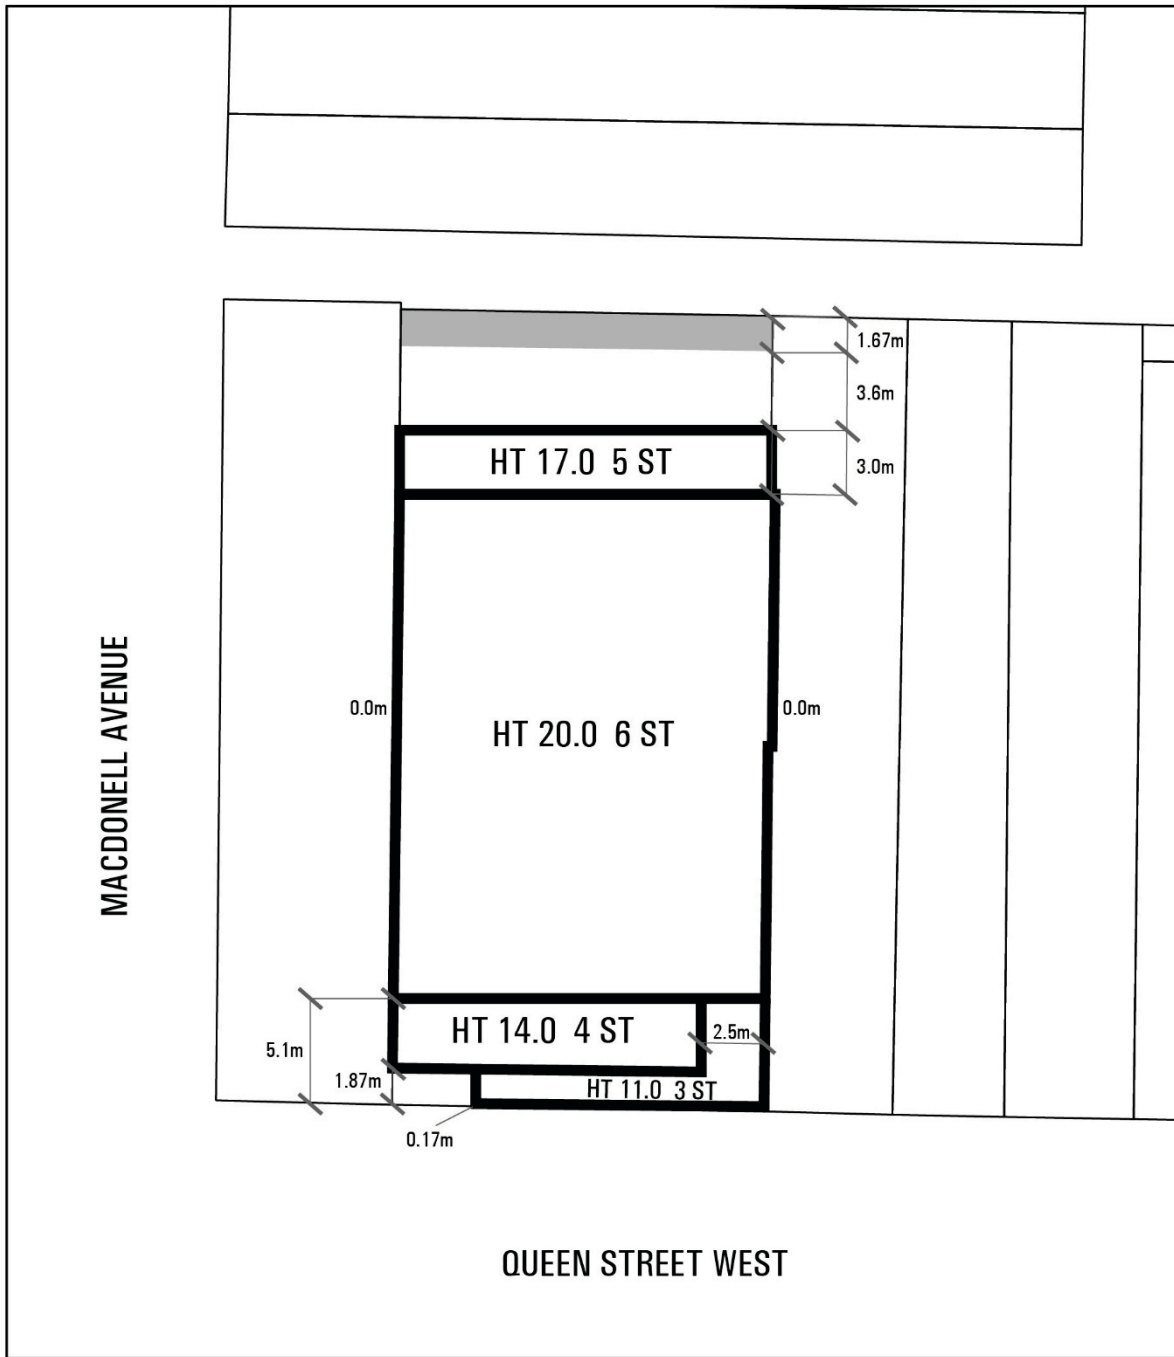 1.67m
3.6m
HT 17.0 5 ST
3.0m
MACDONELL AVENUE
0.0m
0.0m
HT 20.0 6 ST
HT 14.0 4 ST
2.5m
5.1m
1.87m
HT 11.0 3 ST
0.17m
QUEEN STREET WEST